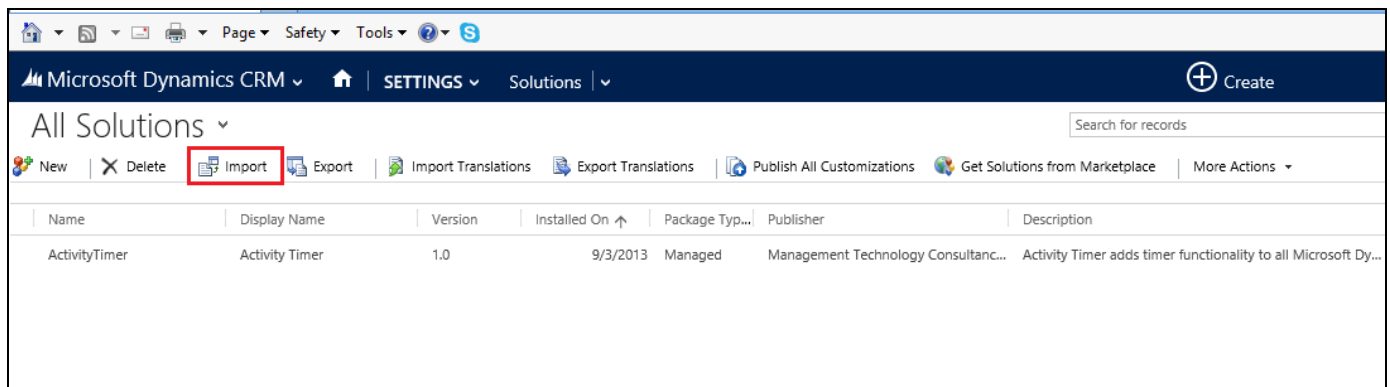 Page Safety Tools
Microsoft Dynamics CRM SETTINGS Solutions Create
All Solutions Search for records
New Delete Import Export Import Translations Export Translations Publish All Customizations Get Solutions from Marketplace More Actions
Name Display Name Version Installed On Package Typ... Publisher Description
ActivityTimer Activity Timer 1.0 9/3/2013 Managed Management Technology Consultanc... Activity Timer adds timer functionality to all Microsoft Dy...